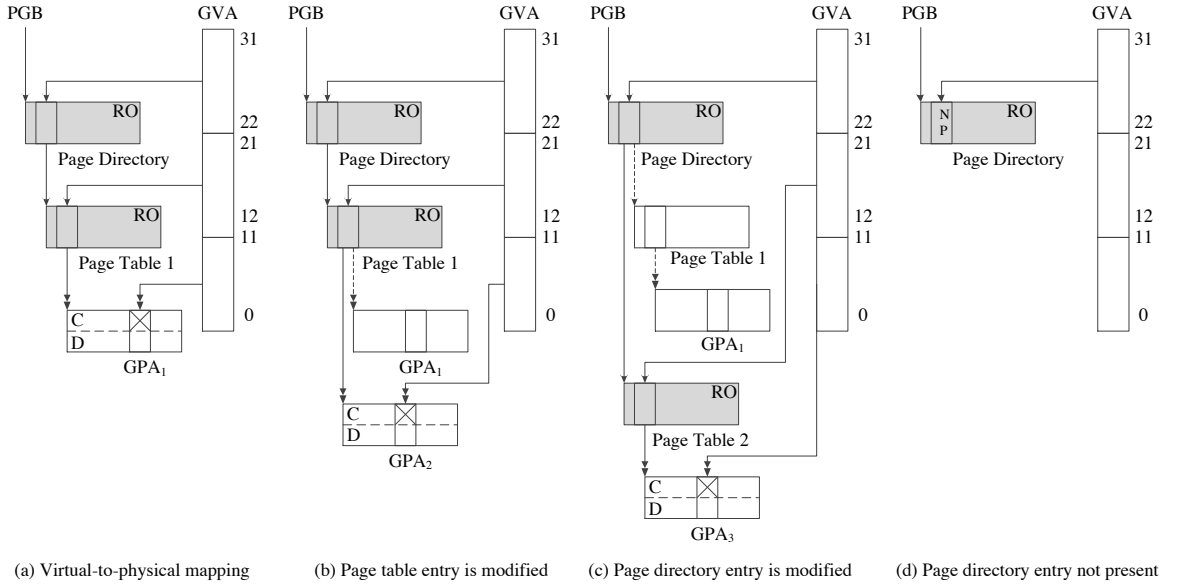 PGB GVA
31
RO
22
21
Page Directory
RO
12
11
Page Table 1
C
D
0
GPA₁
(a) Virtual-to-physical mapping
PGB GVA
31
RO
22
21
Page Directory
RO
12
11
Page Table 1
0
GPA₁
C
D
GPA₂
(b) Page table entry is modified
PGB GVA
31
RO
22
21
Page Directory
12
11
Page Table 1
0
GPA₁
RO
Page Table 2
C
D
GPA₃
(c) Page directory entry is modified
PGB GVA
31
N
P
RO
22
21
Page Directory
12
11
0
(d) Page directory entry not present